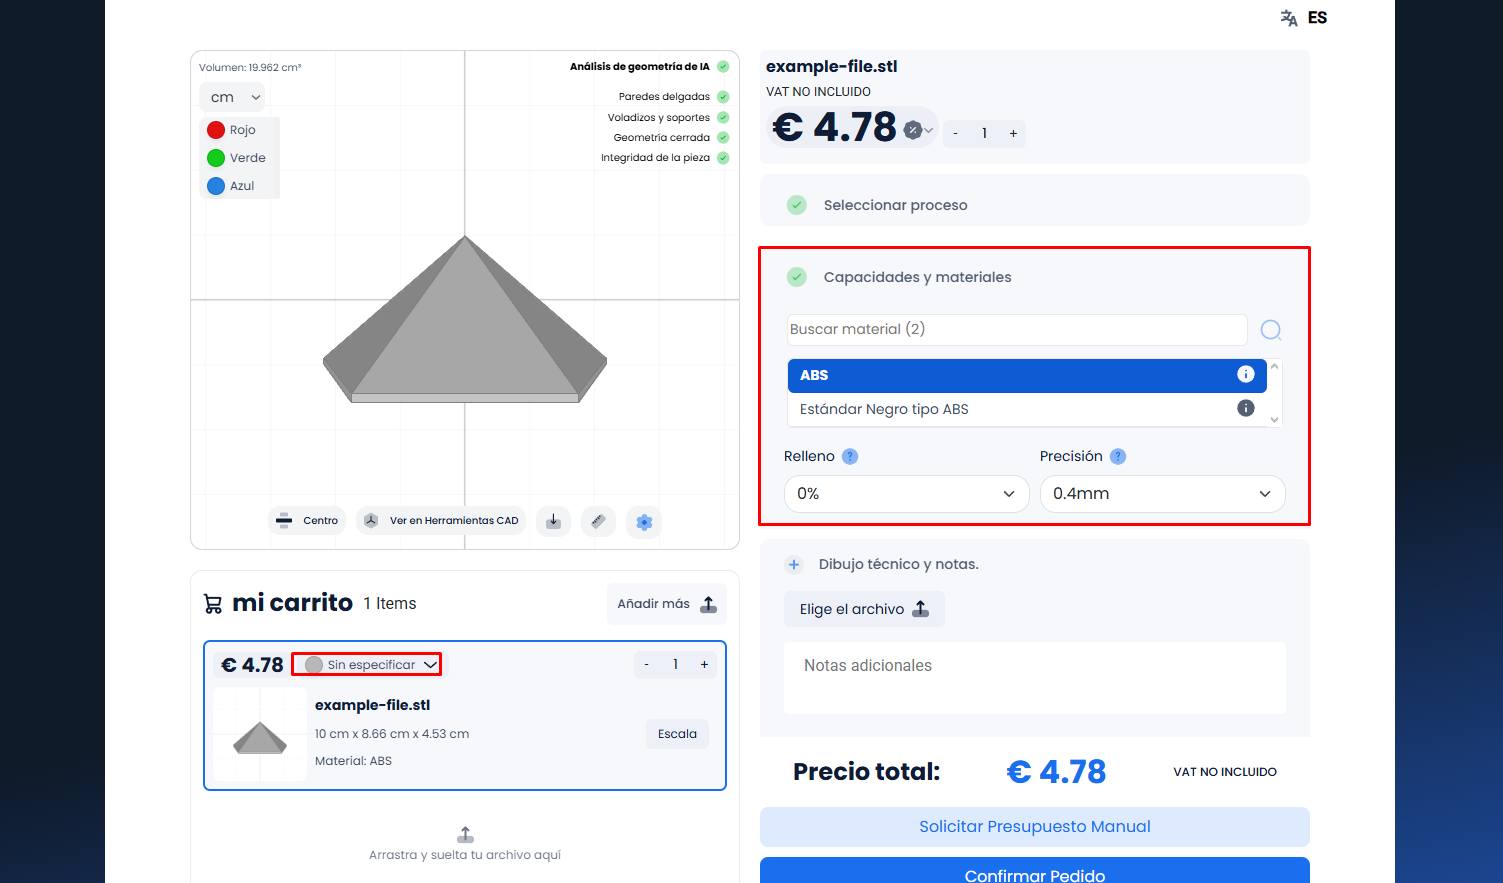 ES
Volumen: 19.962 cm³
Análisis de geometría de IA
cm
Paredes delgadas
Voladizos y soportes
Geometría cerrada
Integridad de la pieza
Rojo
Verde
Azul
Centro
Ver en Herramientas CAD
mi carrito 1 Items
Añadir más
€ 4.78 Sin especificar - 1 +
example-file.stl
10 cm x 8.66 cm x 4.53 cm
Escala
Material: ABS
Arrastra y suelta tu archivo aquí
example-file.stl
VAT NO INCLUIDO
€ 4.78 - 1 +
Seleccionar proceso
Capacidades y materiales
Buscar material (2)
ABS
Estándar Negro tipo ABS
Relleno ? Precisión ?
0% 0.4mm
Dibujo técnico y notas.
Elige el archivo
Notas adicionales
Precio total: € 4.78 VAT NO INCLUIDO
Solicitar Presupuesto Manual
Confirmar Pedido